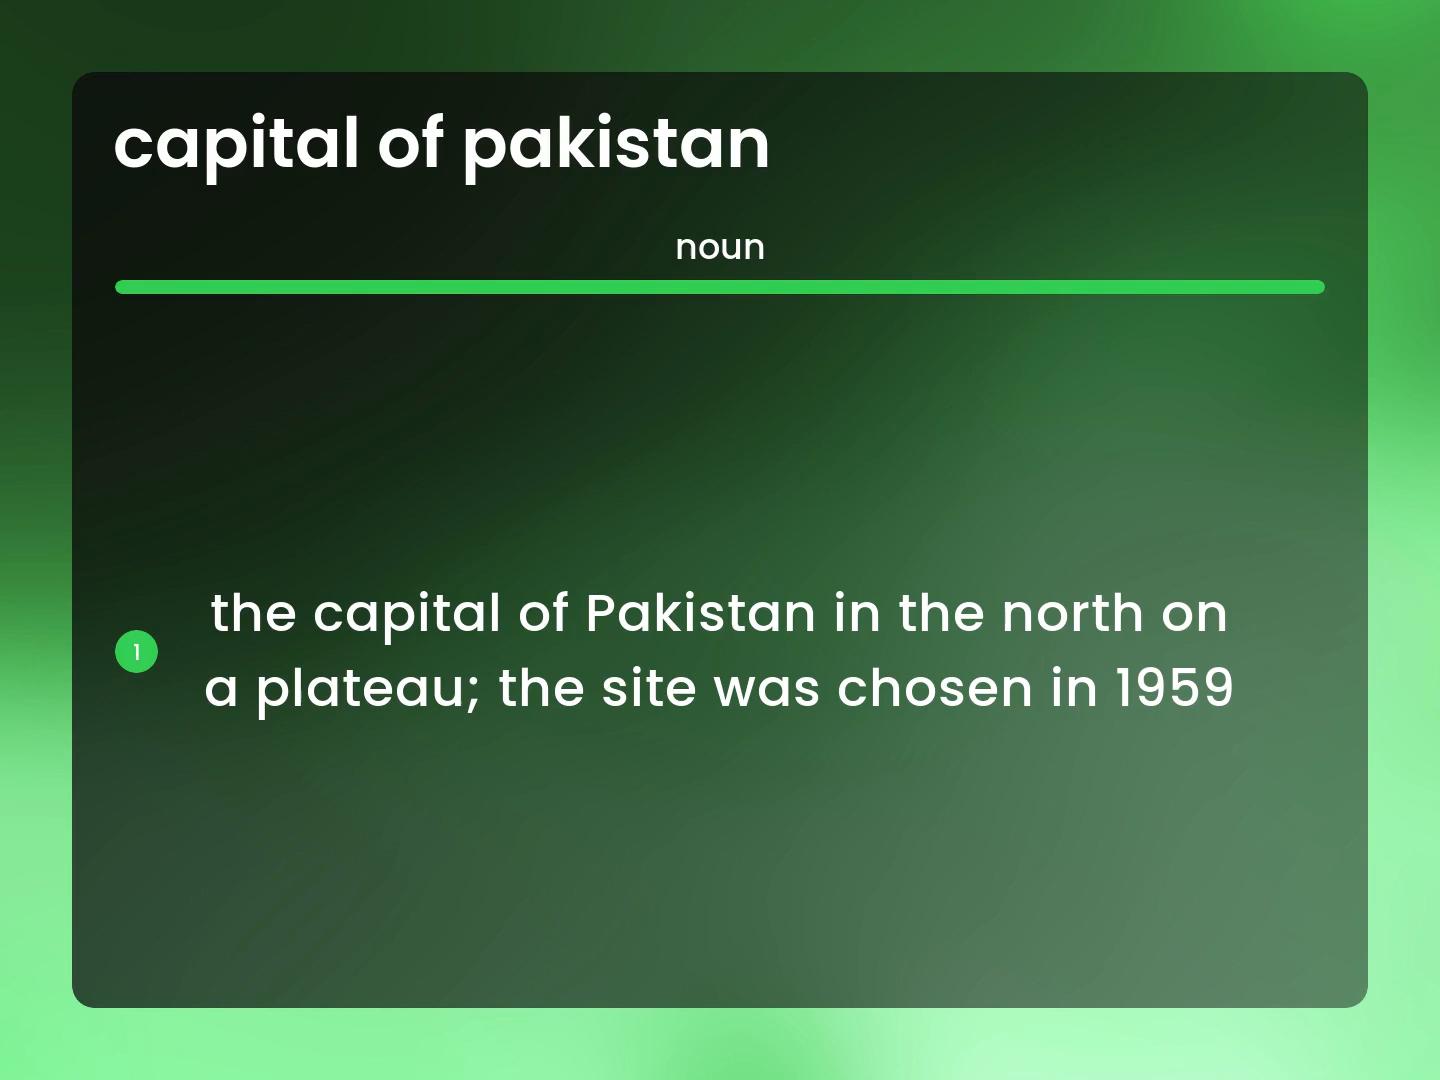 capital of pakistan
noun
1
the capital of Pakistan in the north on
a plateau; the site was chosen in 1959